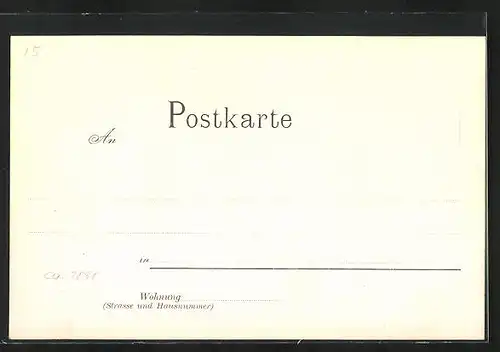 15
Postkarte
An
in
Wohnung
(Strasse und Hausnummer)